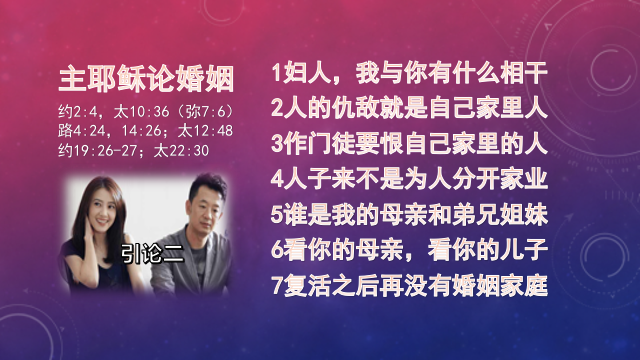 主耶稣论婚姻
约2:4，太10:36（弥7:6）
路4:24，14:26；太12:48
约19:26-27；太22:30
引论二
1妇人，我与你有什么相干
2人的仇敌就是自己家里人
3作门徒要恨自己家里的人
4人子来不是为人分开家业
5谁是我的母亲和弟兄姐妹
6看你的母亲，看你的儿子
7复活之后再没有婚姻家庭